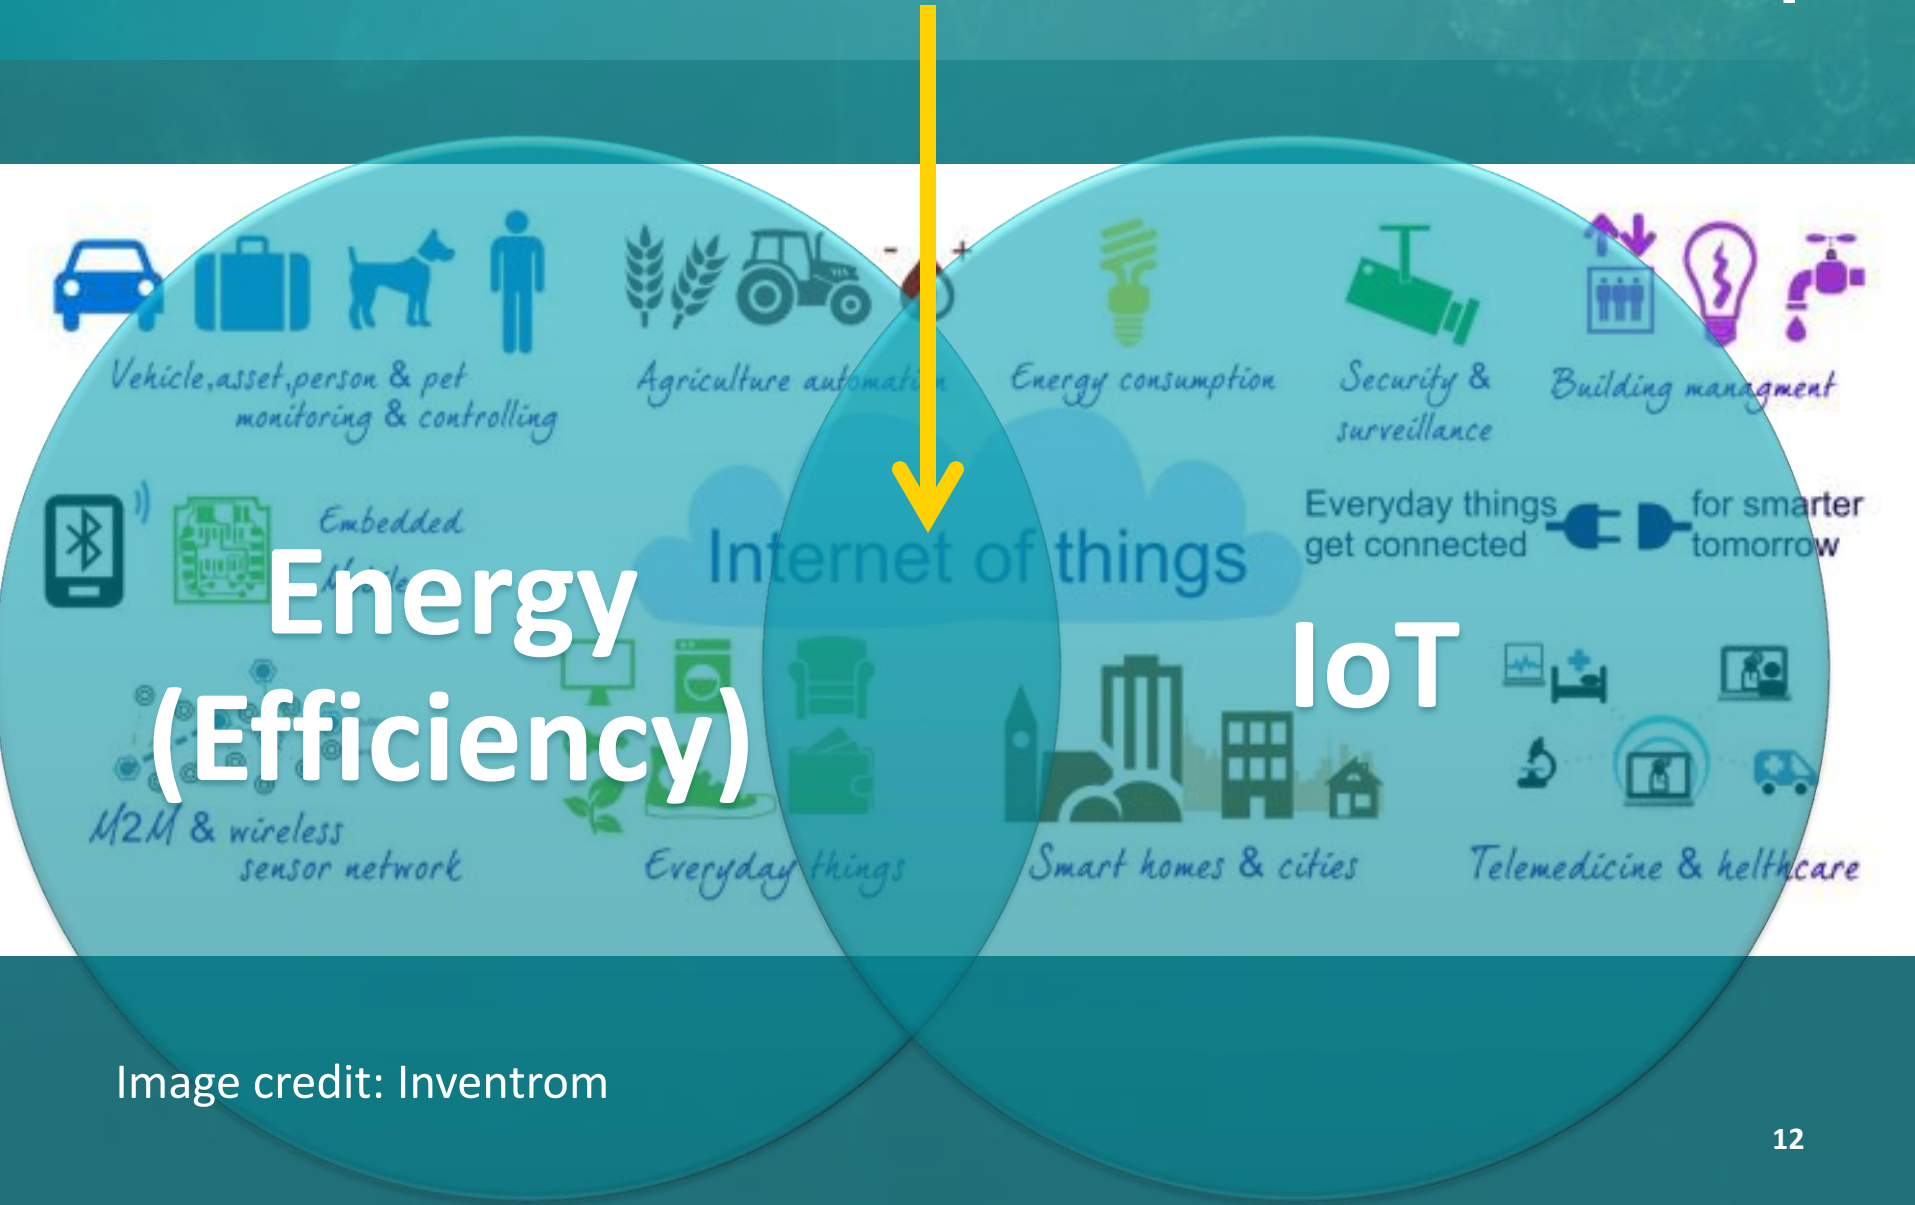 - +
Vehicle,asset,person & pet
monitoring & controlling
Agriculture automation
Energy consumption
Security &
surveillance
Building managment
Embedded
Mobile
Internet of things
Everyday things
get connected
for smarter
tomorrow
Energy
(Efficiency)
IoT
M2M & wireless
sensor network
Everyday things
Smart homes & cities
Telemedicine & helthcare
Image credit: Inventrom
12